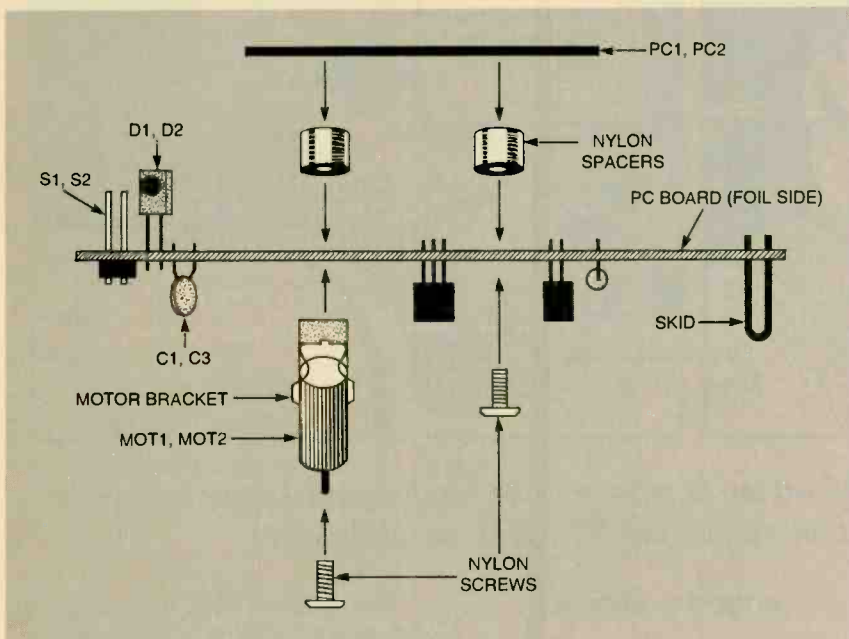 PC1, PC2
D1, D2
NYLON
SPACERS
S1, S2
PC BOARD (FOIL SIDE)
SKID
C1, C3
MOTOR BRACKET
MOT1, MOT2
NYLON
SCREWS